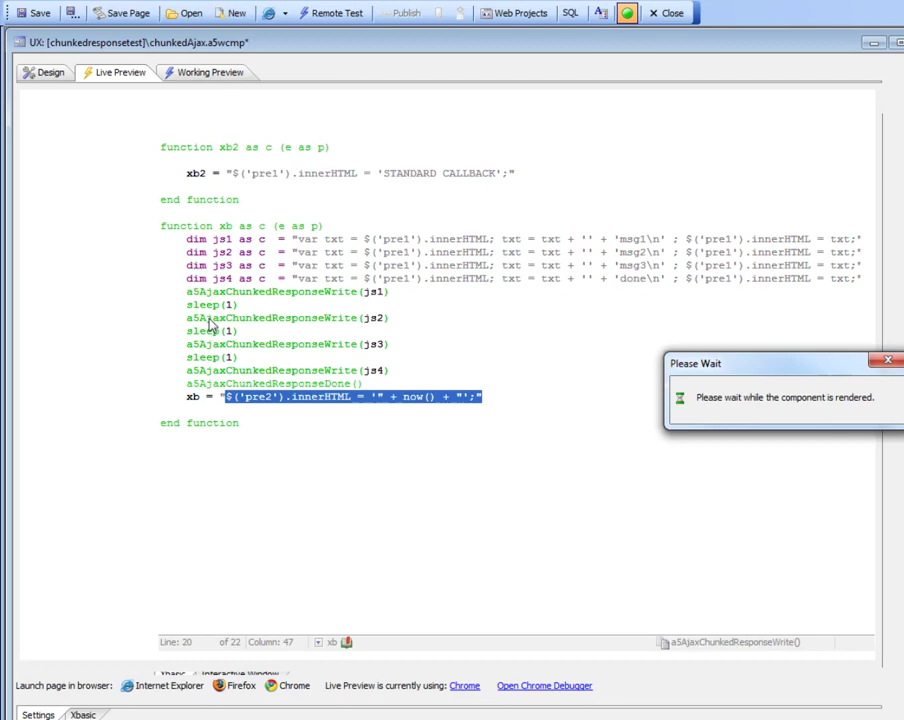 Save Save Page Open New Remote Test Publish Web Projects SQL Close
UX: [chunkedresponsetest]\chunkedAjax.a5wcmp*
Design Live Preview Working Preview
function xb2 as c (e as p)
xb2 = "$('pre1').innerHTML = 'STANDARD CALLBACK';"
end function
function xb as c (e as p)
dim js1 as c = "var txt = $('pre1').innerHTML; txt = txt + '' + 'msg1\n' ; $('pre1').innerHTML = txt;"
dim js2 as c = "var txt = $('pre1').innerHTML; txt = txt + '' + 'msg2\n' ; $('pre1').innerHTML = txt;"
dim js3 as c = "var txt = $('pre1').innerHTML; txt = txt + '' + 'msg3\n' ; $('pre1').innerHTML = txt;"
dim js4 as c = "var txt = $('pre1').innerHTML; txt = txt + '' + 'done\n' ; $('pre1').innerHTML = txt;"
a5AjaxChunkedResponseWrite(js1)
sleep(1)
a5AjaxChunkedResponseWrite(js2)
sleep(1)
a5AjaxChunkedResponseWrite(js3)
sleep(1)
a5AjaxChunkedResponseWrite(js4)
a5AjaxChunkedResponseDone()
xb = "$('pre2').innerHTML = '" + now() + "';"
end function
Please Wait
Please wait while the component is rendered.
Line: 20 of 22 Column: 47 xb a5AjaxChunkedResponseWrite()
Xbasic Interactive Window
Launch page in browser: Internet Explorer Firefox Chrome Live Preview is currently using: Chrome Open Chrome Debugger
Settings Xbasic